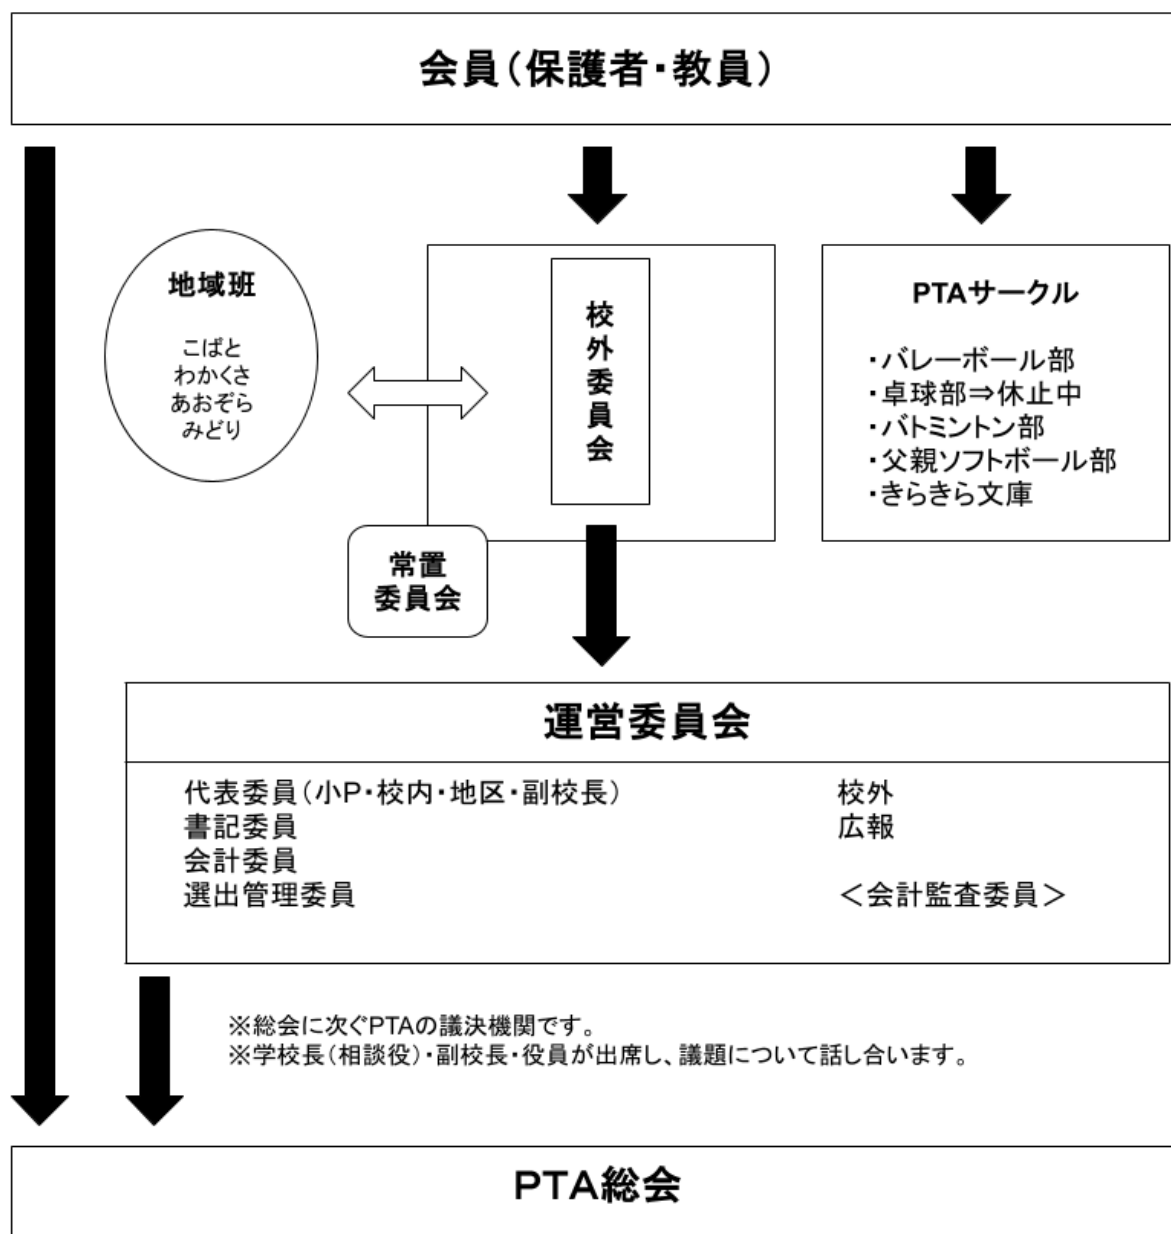 会員（保護者・教員）
地域班
こばと
わかくさ
あおぞら
みどり
校外委員会
PTAサークル
・バレーボール部
・卓球部⇒休止中
・バトミントン部
・父親ソフトボール部
・きらきら文庫
常置
委員会
運営委員会
代表委員（小P・校内・地区・副校長）
書記委員
会計委員
選出管理委員
校外
広報
＜会計監査委員＞
※総会に次ぐPTAの議決機関です。
※学校長（相談役）・副校長・役員が出席し、議題について話し合います。
PTA総会